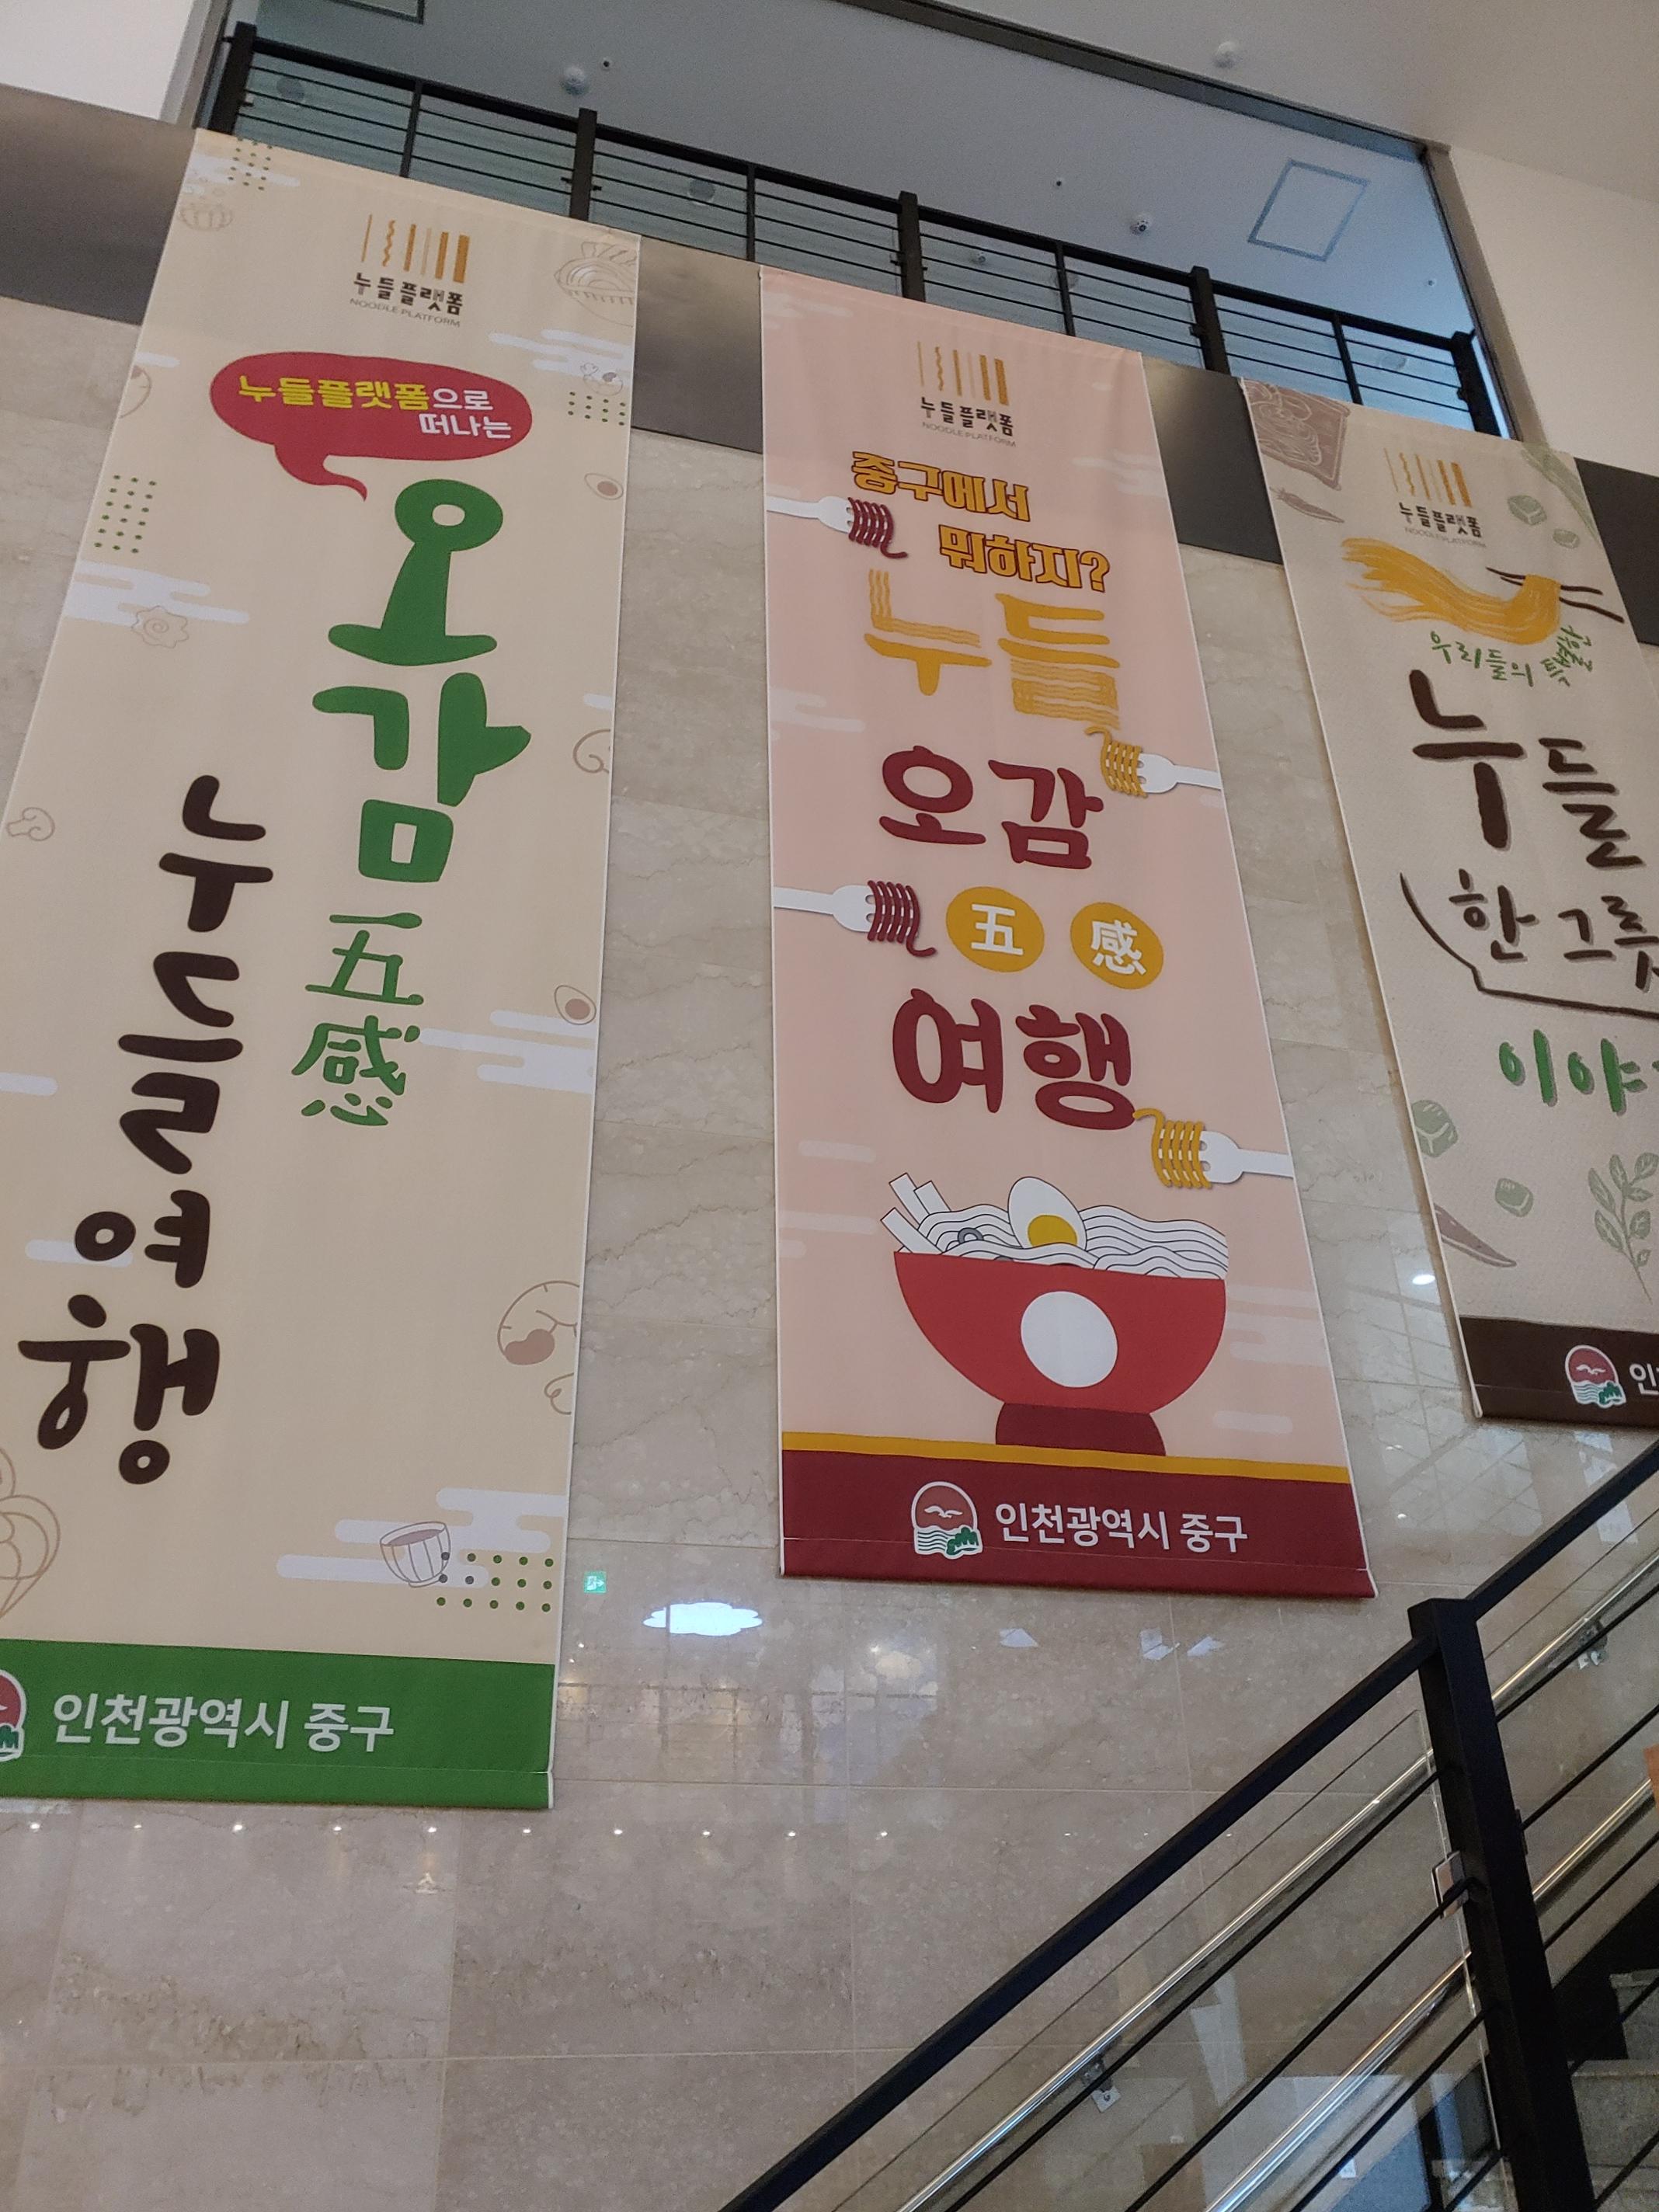 누들플랫폼
NOODLE PLATFORM
누들플랫폼으로
떠나는
오감
五感
누들여행
인천광역시 중구
누들플랫폼
NOODLE PLATFORM
중구에서
뭐하지?
누들
오감
五 感
여행
인천광역시 중구
누들플랫폼
NOODLE PLATFORM
우리들의
누들
한그릇
이야
인